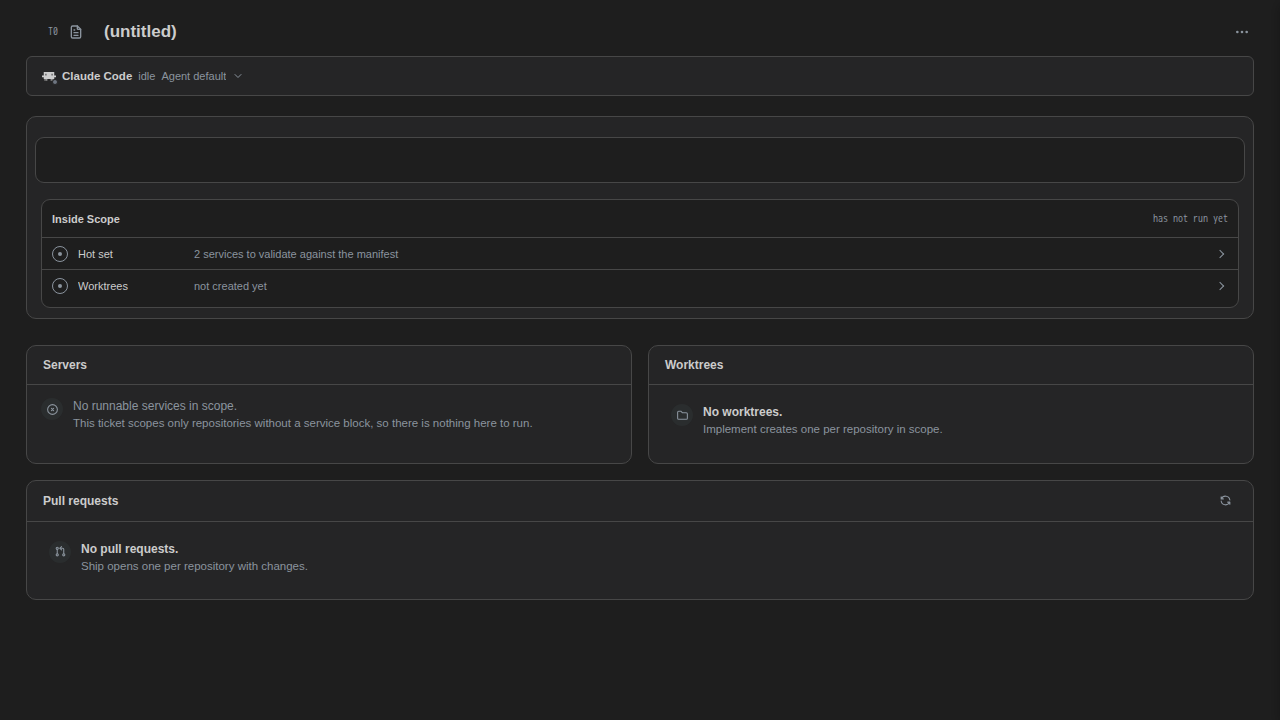 T0
(untitled)
Claude Code idle Agent default
Inside Scope
has not run yet
Hot set
2 services to validate against the manifest
Worktrees
not created yet
Servers
No runnable services in scope.
This ticket scopes only repositories without a service block, so there is nothing here to run.
Worktrees
No worktrees.
Implement creates one per repository in scope.
Pull requests
No pull requests.
Ship opens one per repository with changes.